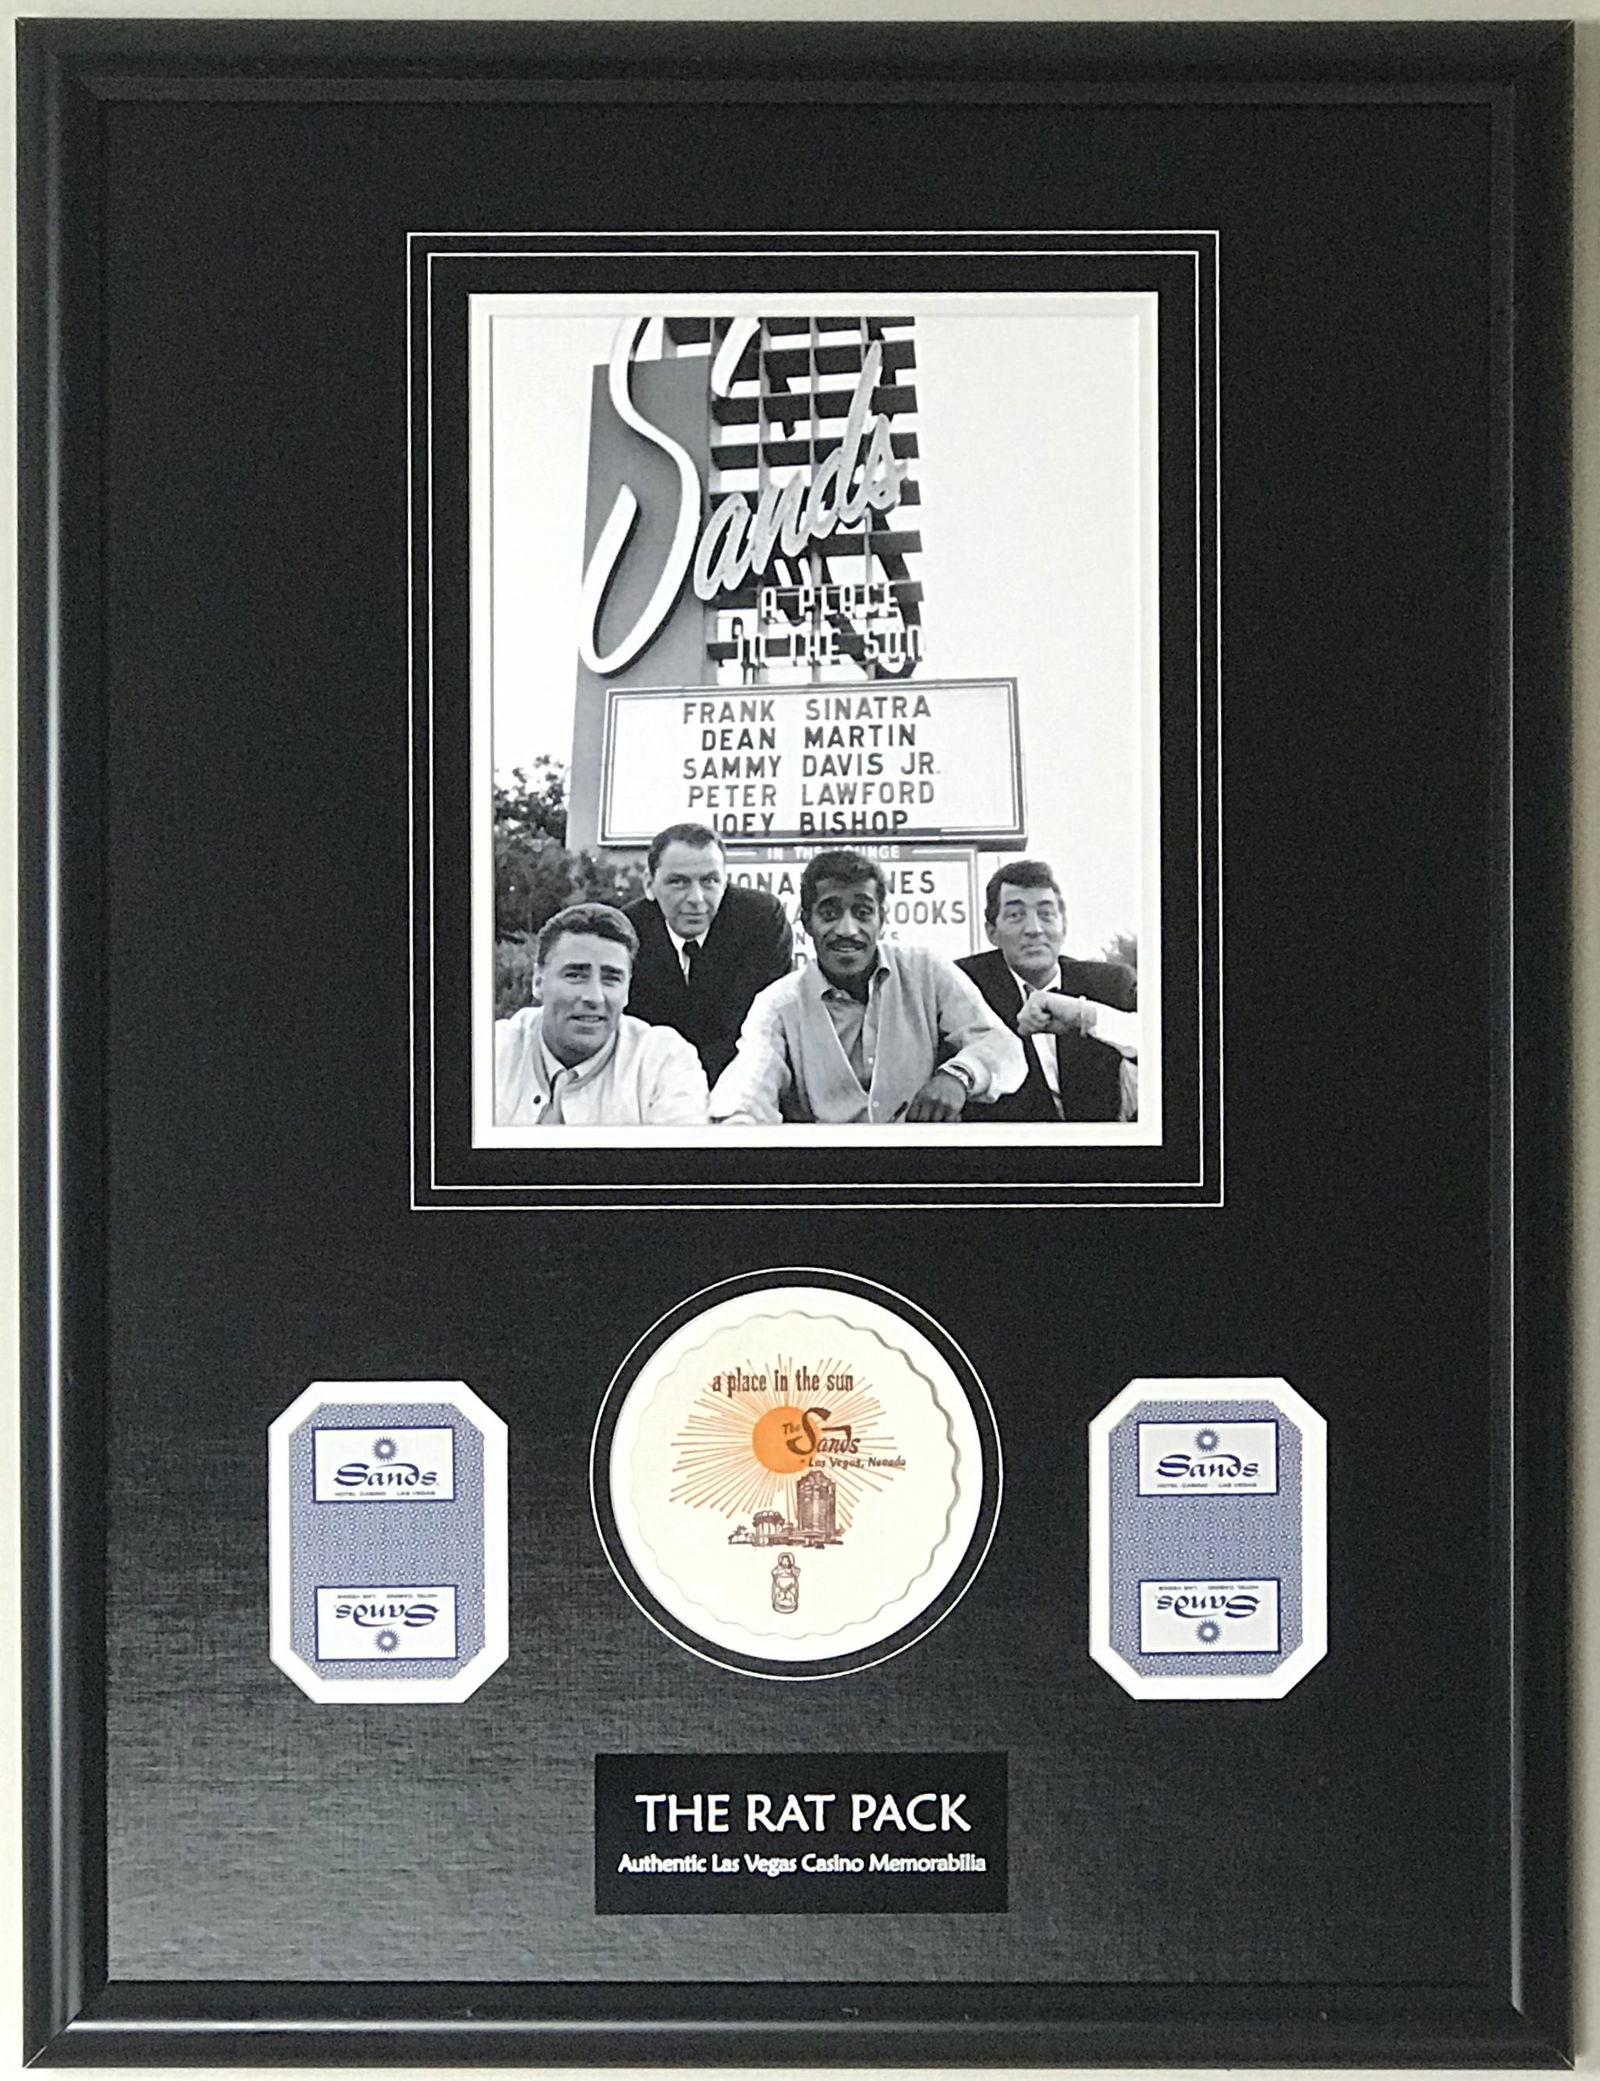 Sands
A PLACE
IN THE SUN
FRANK SINATRA
DEAN MARTIN
SAMMY DAVIS JR.
PETER LAWFORD
JOEY BISHOP
IN THE LOUNGE
a place in the sun
The Sands
Las Vegas, Nevada
Sands
HOTEL CASINO LAS VEGAS
Sands
HOTEL CASINO LAS VEGAS
Sands
HOTEL CASINO LAS VEGAS
Sands
HOTEL CASINO LAS VEGAS
THE RAT PACK
Authentic Las Vegas Casino Memorabilia